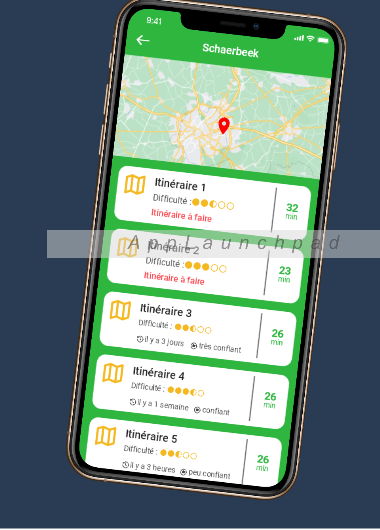 9:41
Schaerbeek
Itinéraire 1
Difficulté :
Itinéraire à faire
32
min
AppLaunchpad
Itinéraire 2
Difficulté :
Itinéraire à faire
23
min
Itinéraire 3
Difficulté :
il y a 3 jours très confiant
26
min
Itinéraire 4
Difficulté :
il y a 1 semaine confiant
26
min
Itinéraire 5
Difficulté :
il y a 3 heures peu confiant
26
min